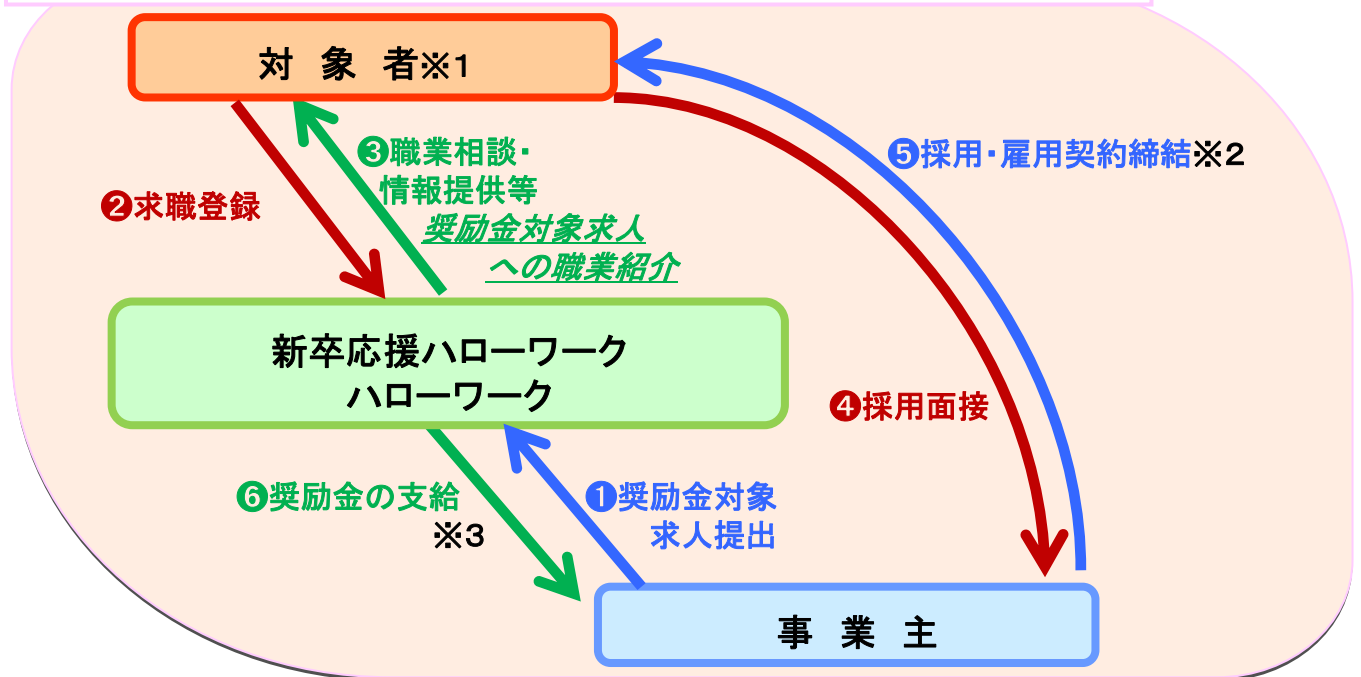 対 象 者※1
❸職業相談・
情報提供等
奨励金対象求人
への職業紹介
❷求職登録
❺採用・雇用契約締結※2
新卒応援ハローワーク
ハローワーク
❹採用面接
❻奨励金の支給
※3
❶奨励金対象
求人提出
事 業 主